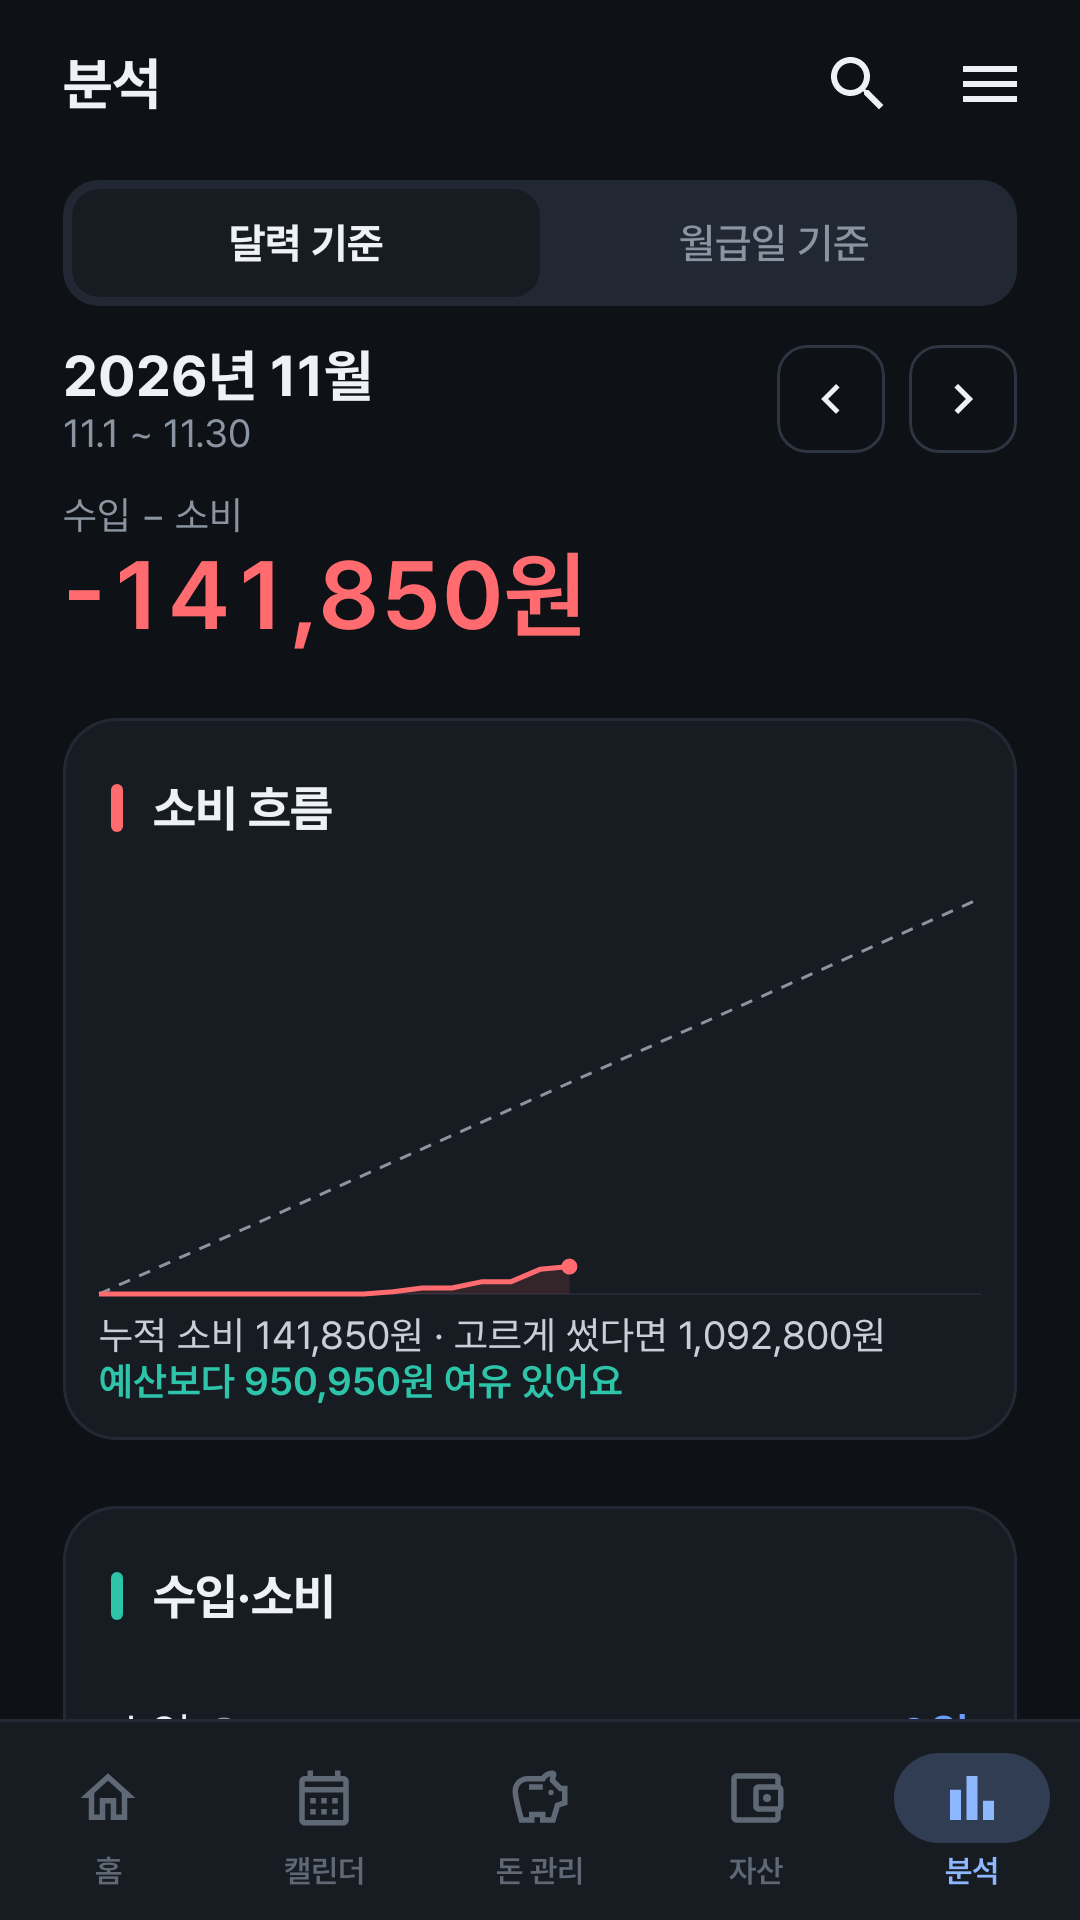 분석
달력 기준
월급일 기준
2026년 11월
11.1 ~ 11.30
수입 – 소비
-141,850원
소비 흐름
누적 소비 141,850원 · 고르게 썼다면 1,092,800원
예산보다 950,950원 여유 있어요
수입·소비
홈
캘린더
돈 관리
자산
분석